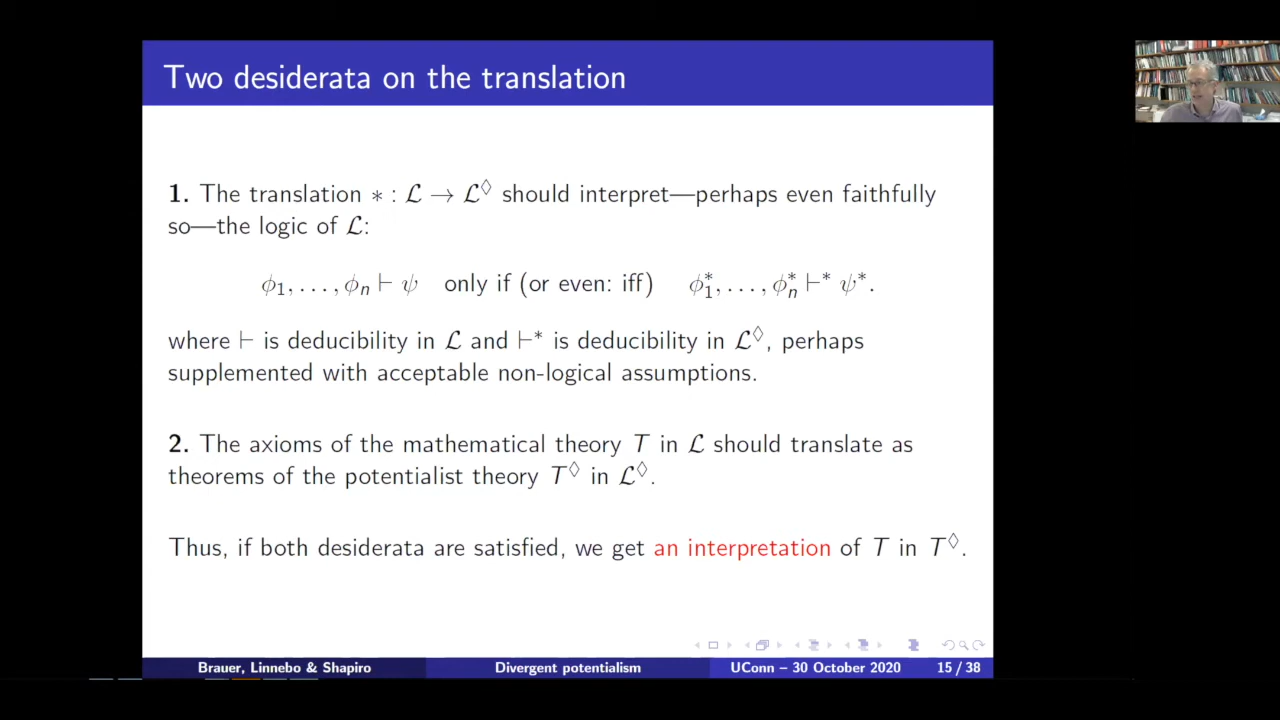 Two desiderata on the translation
1. The translation ∗ : ℒ → ℒ◇ should interpret—perhaps even faithfully
so—the logic of ℒ:
ϕ₁, . . . , ϕₙ ⊢ ψ only if (or even: iff) ϕ₁*, . . . , ϕₙ* ⊢* ψ*.
where ⊢ is deducibility in ℒ and ⊢* is deducibility in ℒ◇, perhaps
supplemented with acceptable non-logical assumptions.
2. The axioms of the mathematical theory T in ℒ should translate as
theorems of the potentialist theory T◇ in ℒ◇.
Thus, if both desiderata are satisfied, we get an interpretation of T in T◇.
Brauer, Linnebo & Shapiro Divergent potentialism UConn – 30 October 2020 15 / 38